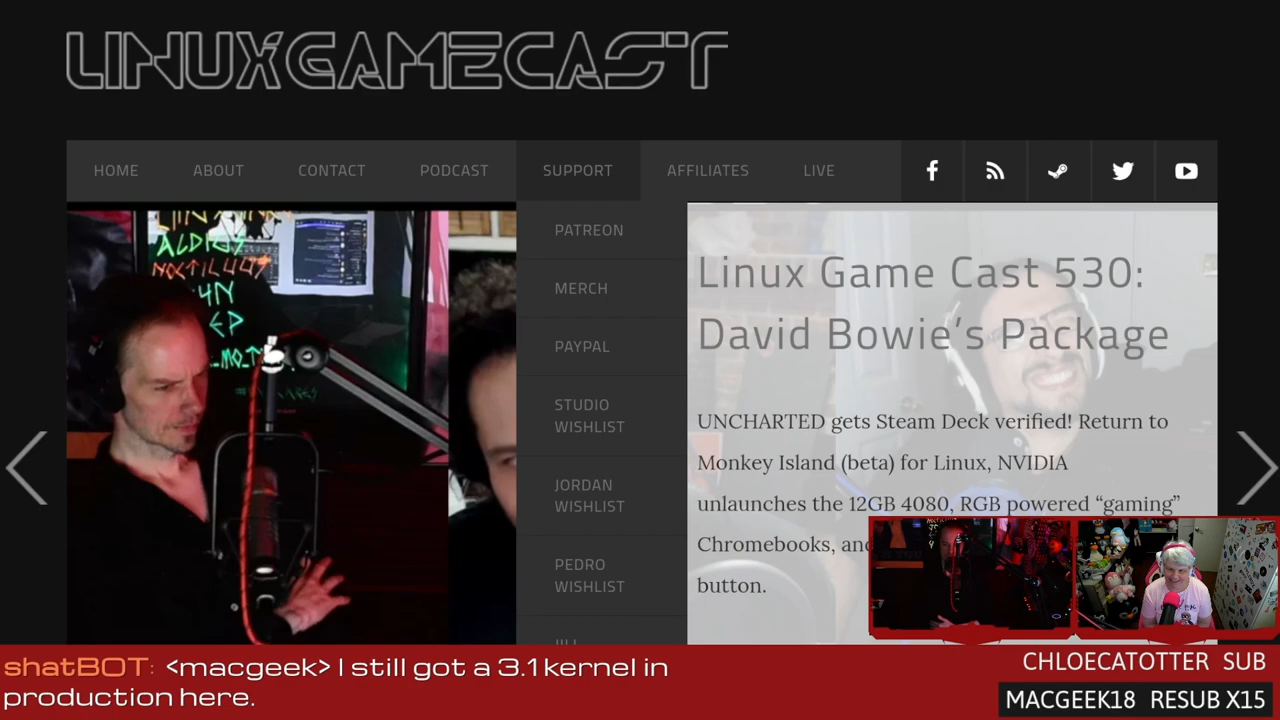 LINUXGAMECAST
HOME ABOUT CONTACT PODCAST SUPPORT AFFILIATES LIVE
PATREON
MERCH
PAYPAL
STUDIO
WISHLIST
JORDAN
WISHLIST
PEDRO
WISHLIST
ALDIUS
NOCTILUUS
Linux Game Cast 530:
David Bowie’s Package
UNCHARTED gets Steam Deck verified! Return to
Monkey Island (beta) for Linux, NVIDIA
unlaunches the 12GB 4080, RGB powered “gaming”
Chromebooks, and
button.
shatBOT: <macgeek> I still got a 3.1 kernel in
production here.
CHLOECATOTTER SUB
MACGEEK18 RESUB X15